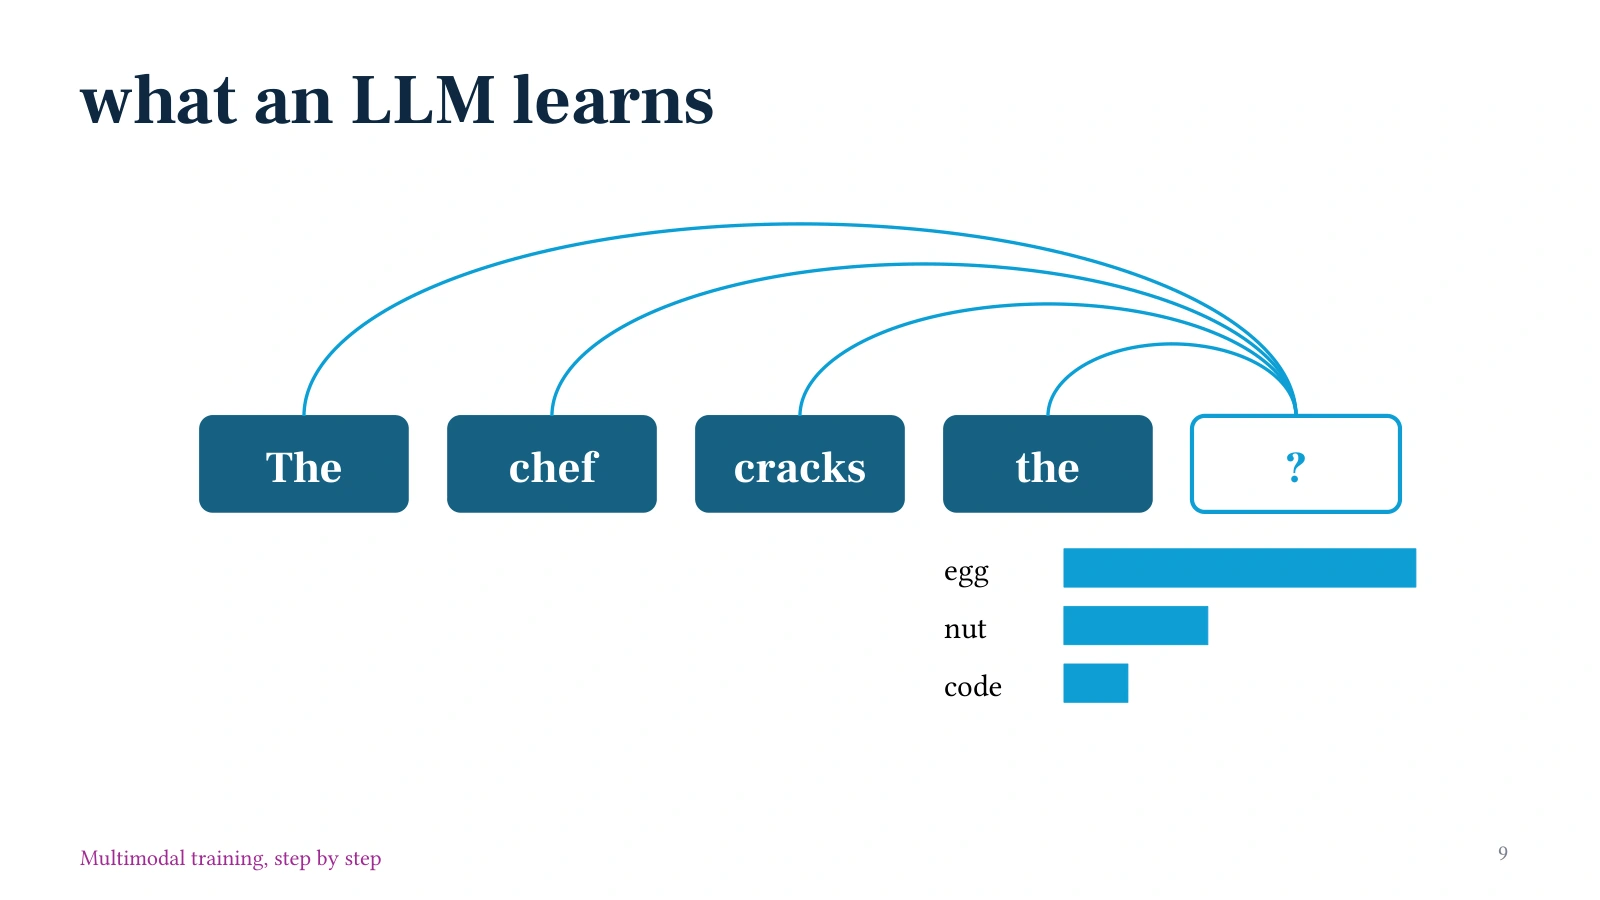 what an LLM learns
The chef cracks the ?
egg
nut
code
Multimodal training, step by step
9